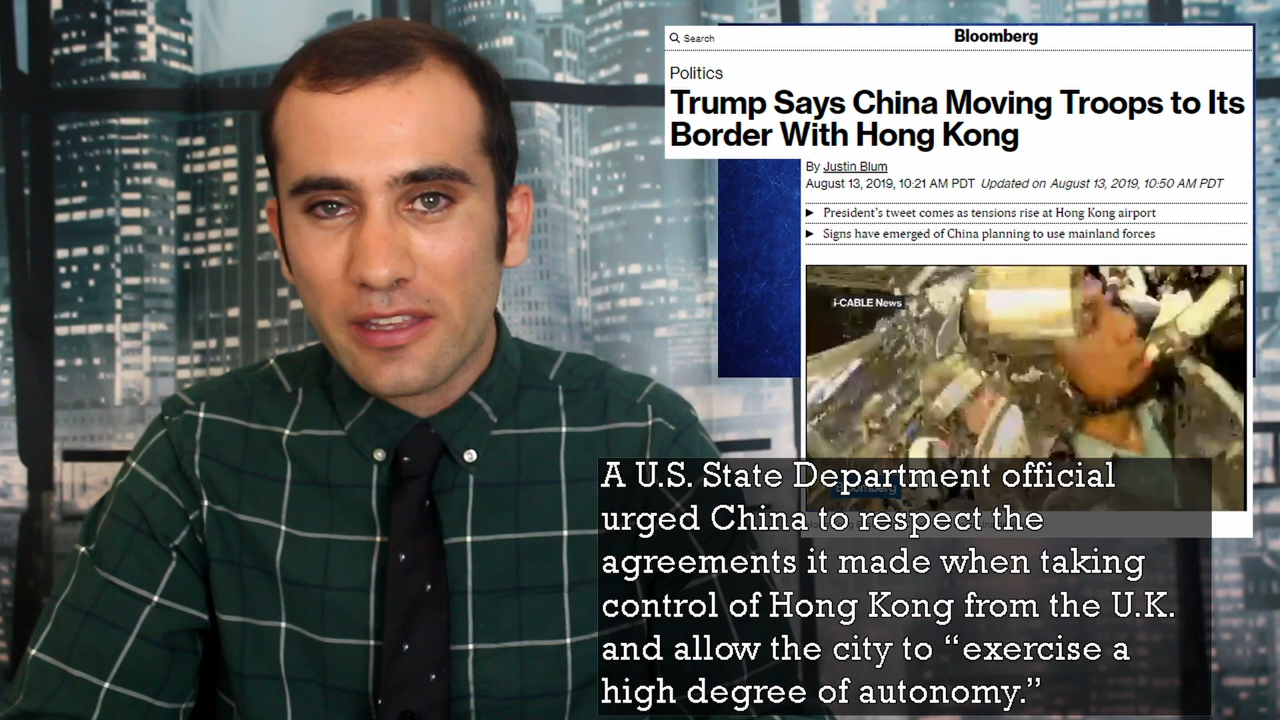 Search
Bloomberg
Politics
Trump Says China Moving Troops to Its
Border With Hong Kong
By Justin Blum
August 13, 2019, 10:21 AM PDT Updated on August 13, 2019, 10:50 AM PDT
President's tweet comes as tensions rise at Hong Kong airport
Signs have emerged of China planning to use mainland forces
i-CABLE News
Bloomberg
A U.S. State Department official
urged China to respect the
agreements it made when taking
control of Hong Kong from the U.K.
and allow the city to “exercise a
high degree of autonomy.”